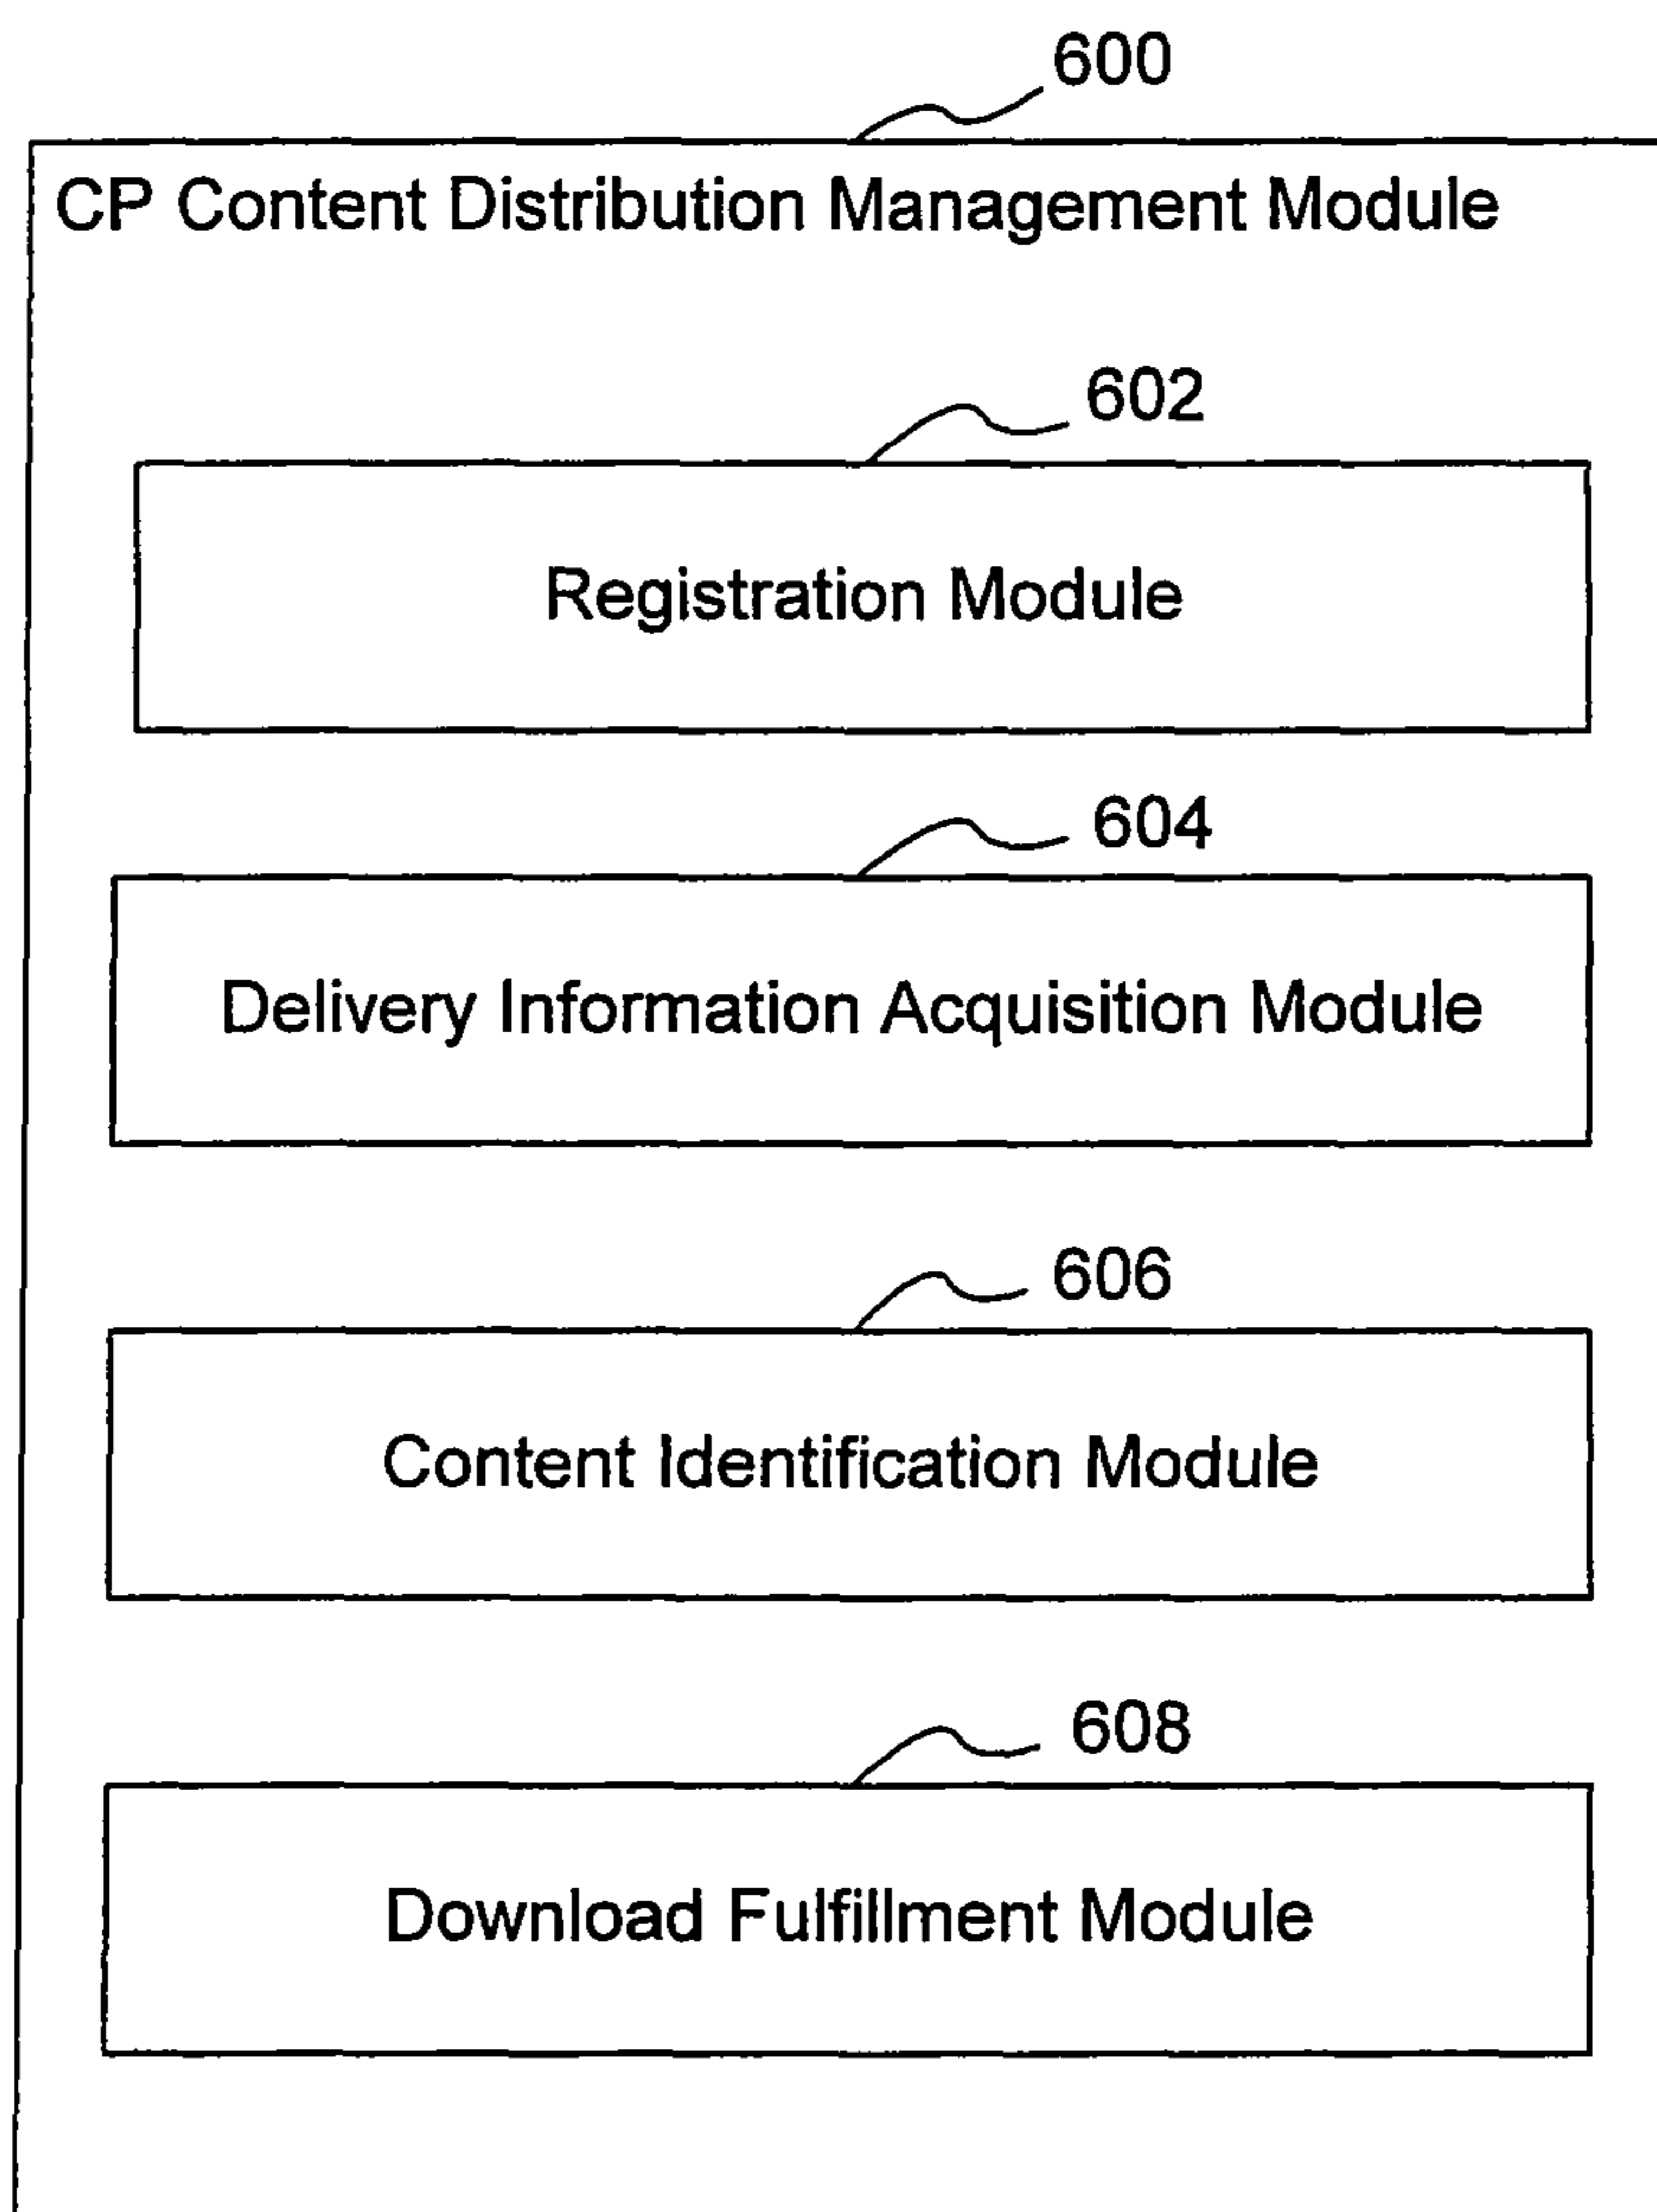 600
CP Content Distribution Management Module
602
Registration Module
604
Delivery Information Acquisition Module
606
Content Identification Module
608
Download Fulfillment Module